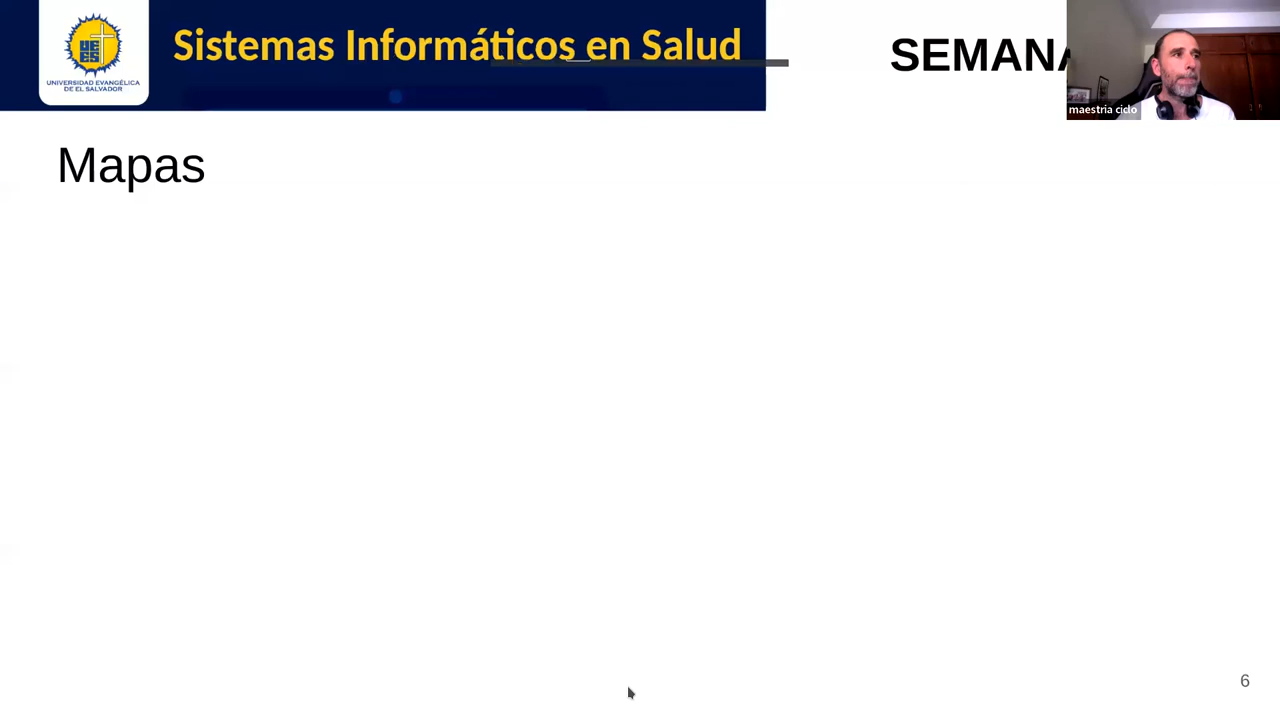 Sistemas Informáticos en Salud
UNIVERSIDAD EVANGÉLICA
DE EL SALVADOR
SEMANA
maestria ciclo
Mapas
6